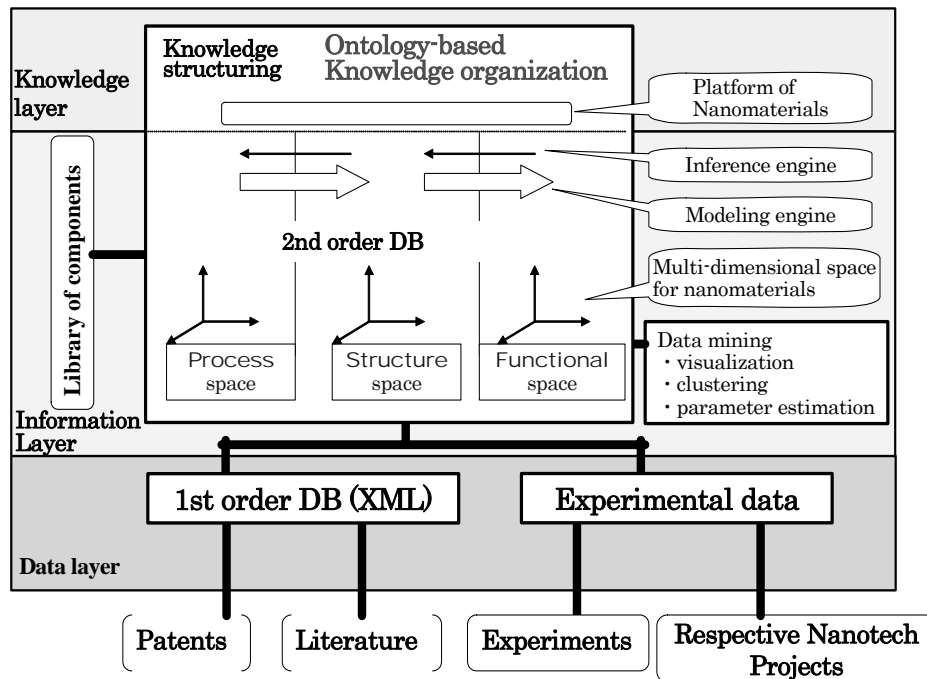 Knowledge
structuring
Ontology-based
Knowledge organization
Knowledge
layer
Platform of
Nanomaterials
Inference engine
Modeling engine
Library of components
2nd order DB
Multi-dimensional space
for nanomaterials
Process
space
Structure
space
Functional
space
Data mining
・visualization
・clustering
・parameter estimation
Information
Layer
1st order DB (XML)
Experimental data
Data layer
Patents
Literature
Experiments
Respective Nanotech
Projects